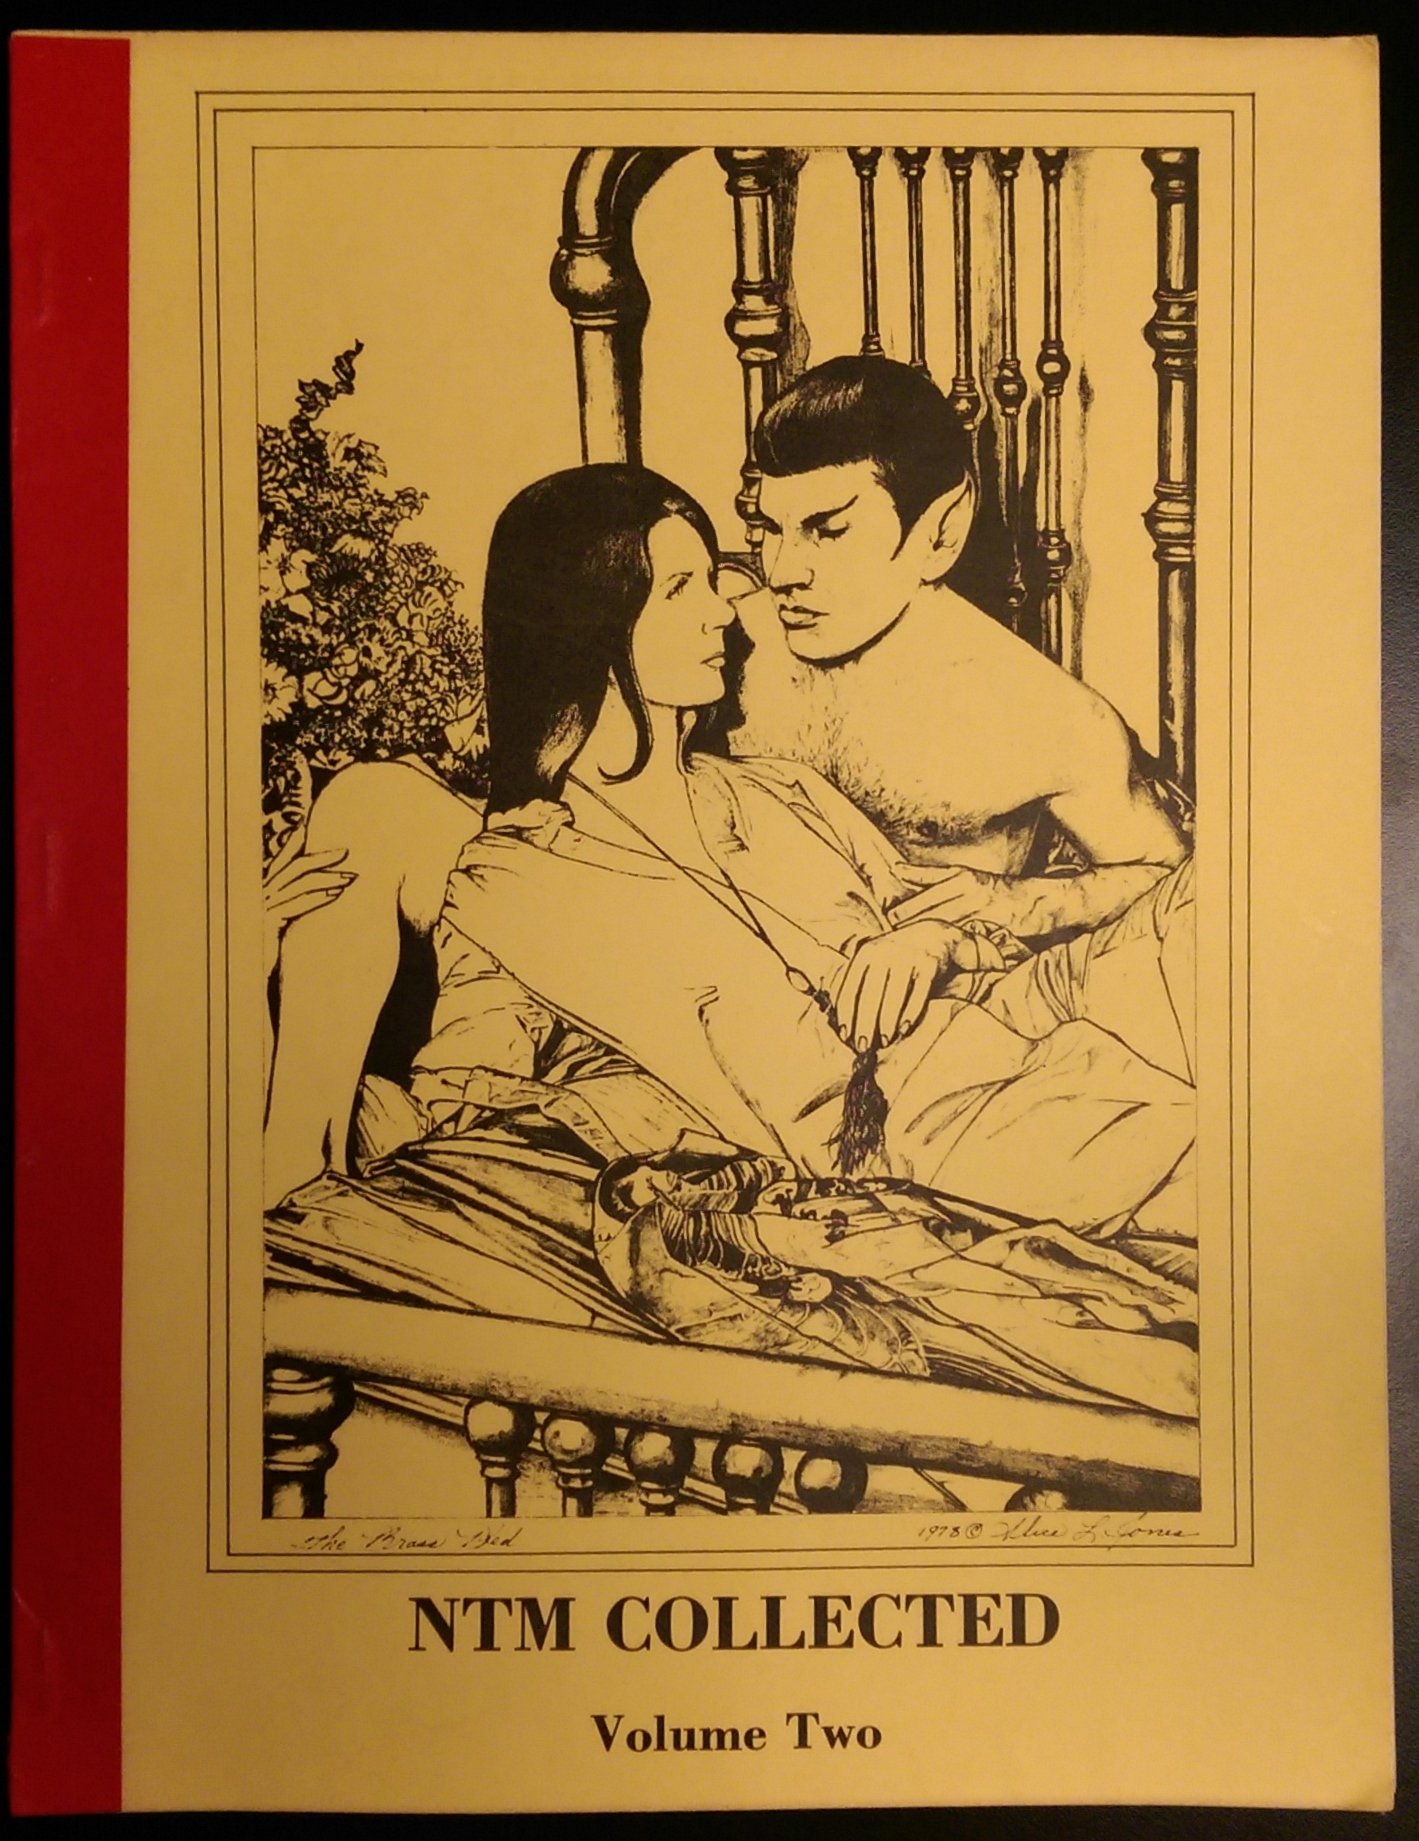 The Brass Bed
1978 © Alice L. Jones
NTM COLLECTED
Volume Two